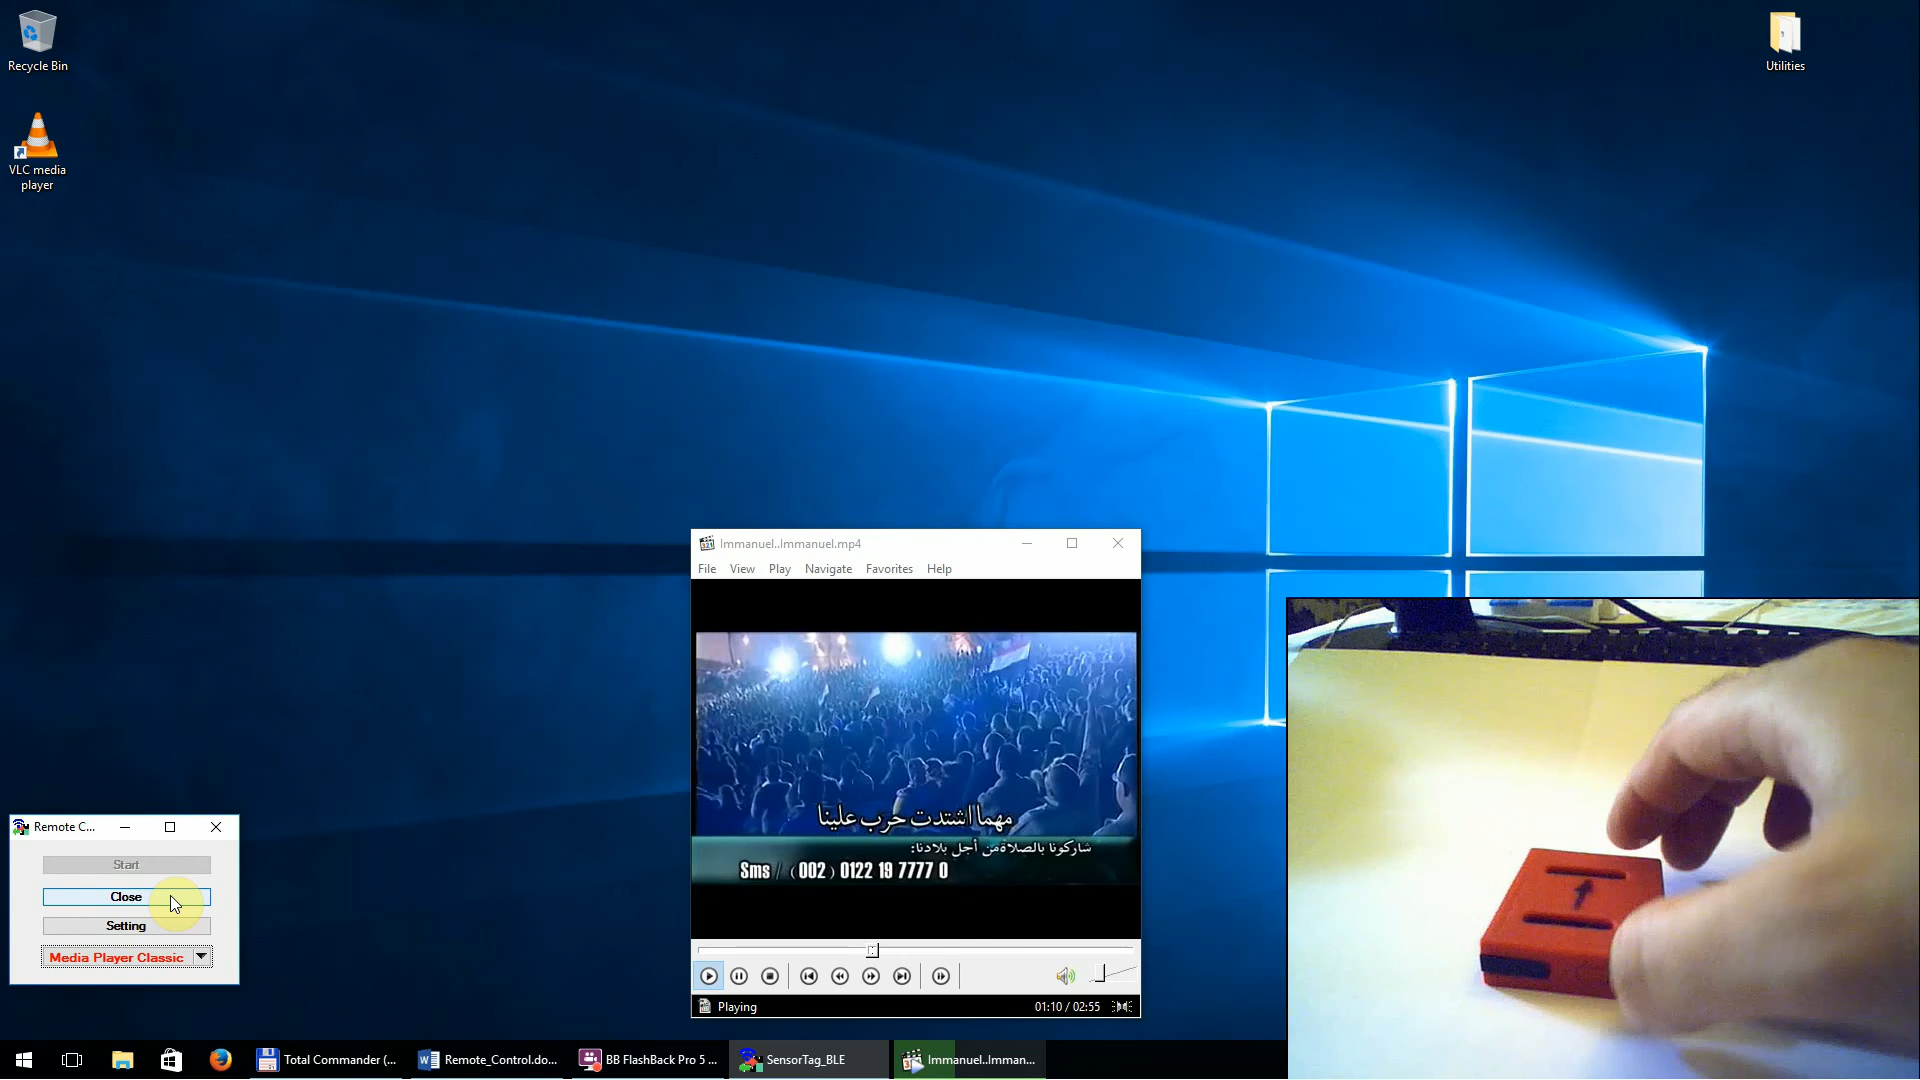 Recycle Bin
Utilities
VLC media
player
Immanuel..Immanuel.mp4
File View Play Navigate Favorites Help
مهما اشتدت حرب علينا
شاركونا بالصلاة من أجل بلادنا:
Sms / (002) 0122 19 7777 0
Playing
01:10 / 02:55
Remote C...
Start
Close
Setting
Media Player Classic
Total Commander (...
Remote_Control.do...
BB FlashBack Pro 5 ...
SensorTag_BLE
Immanuel..Imman...